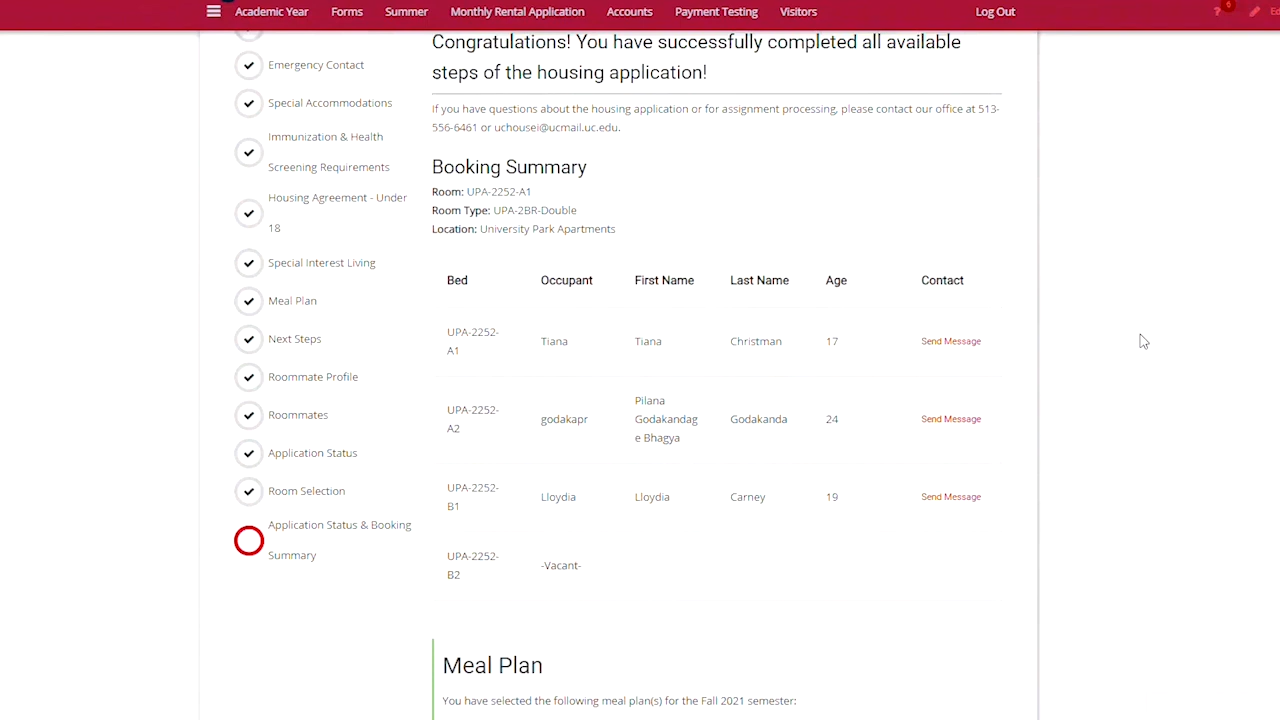 Academic Year Forms Summer Monthly Rental Application Accounts Payment Testing Visitors Log Out ? 6 Ed
Emergency Contact
Special Accommodations
Immunization & Health
Screening Requirements
Housing Agreement - Under
18
Special Interest Living
Meal Plan
Next Steps
Roommate Profile
Roommates
Application Status
Room Selection
Application Status & Booking
Summary
Congratulations! You have successfully completed all available
steps of the housing application!
If you have questions about the housing application or for assignment processing, please contact our office at 513-
556-6461 or uchousei@ucmail.uc.edu.
Booking Summary
Room: UPA-2252-A1
Room Type: UPA-2BR-Double
Location: University Park Apartments
Bed Occupant First Name Last Name Age Contact
UPA-2252-
A1 Tiana Tiana Christman 17 Send Message
UPA-2252-
A2 godakapr Pilana
Godakandag
e Bhagya Godakanda 24 Send Message
UPA-2252-
B1 Lloydia Lloydia Carney 19 Send Message
UPA-2252-
B2 -Vacant-
Meal Plan
You have selected the following meal plan(s) for the Fall 2021 semester: